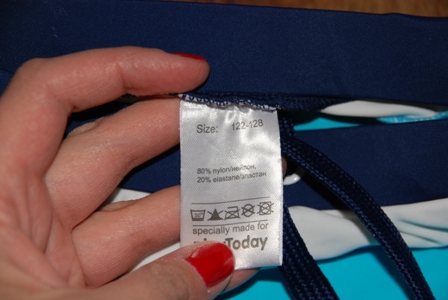 Size: 122-128
80% nylon/нейлон,
20% elastane/эластан
specially made for
Today